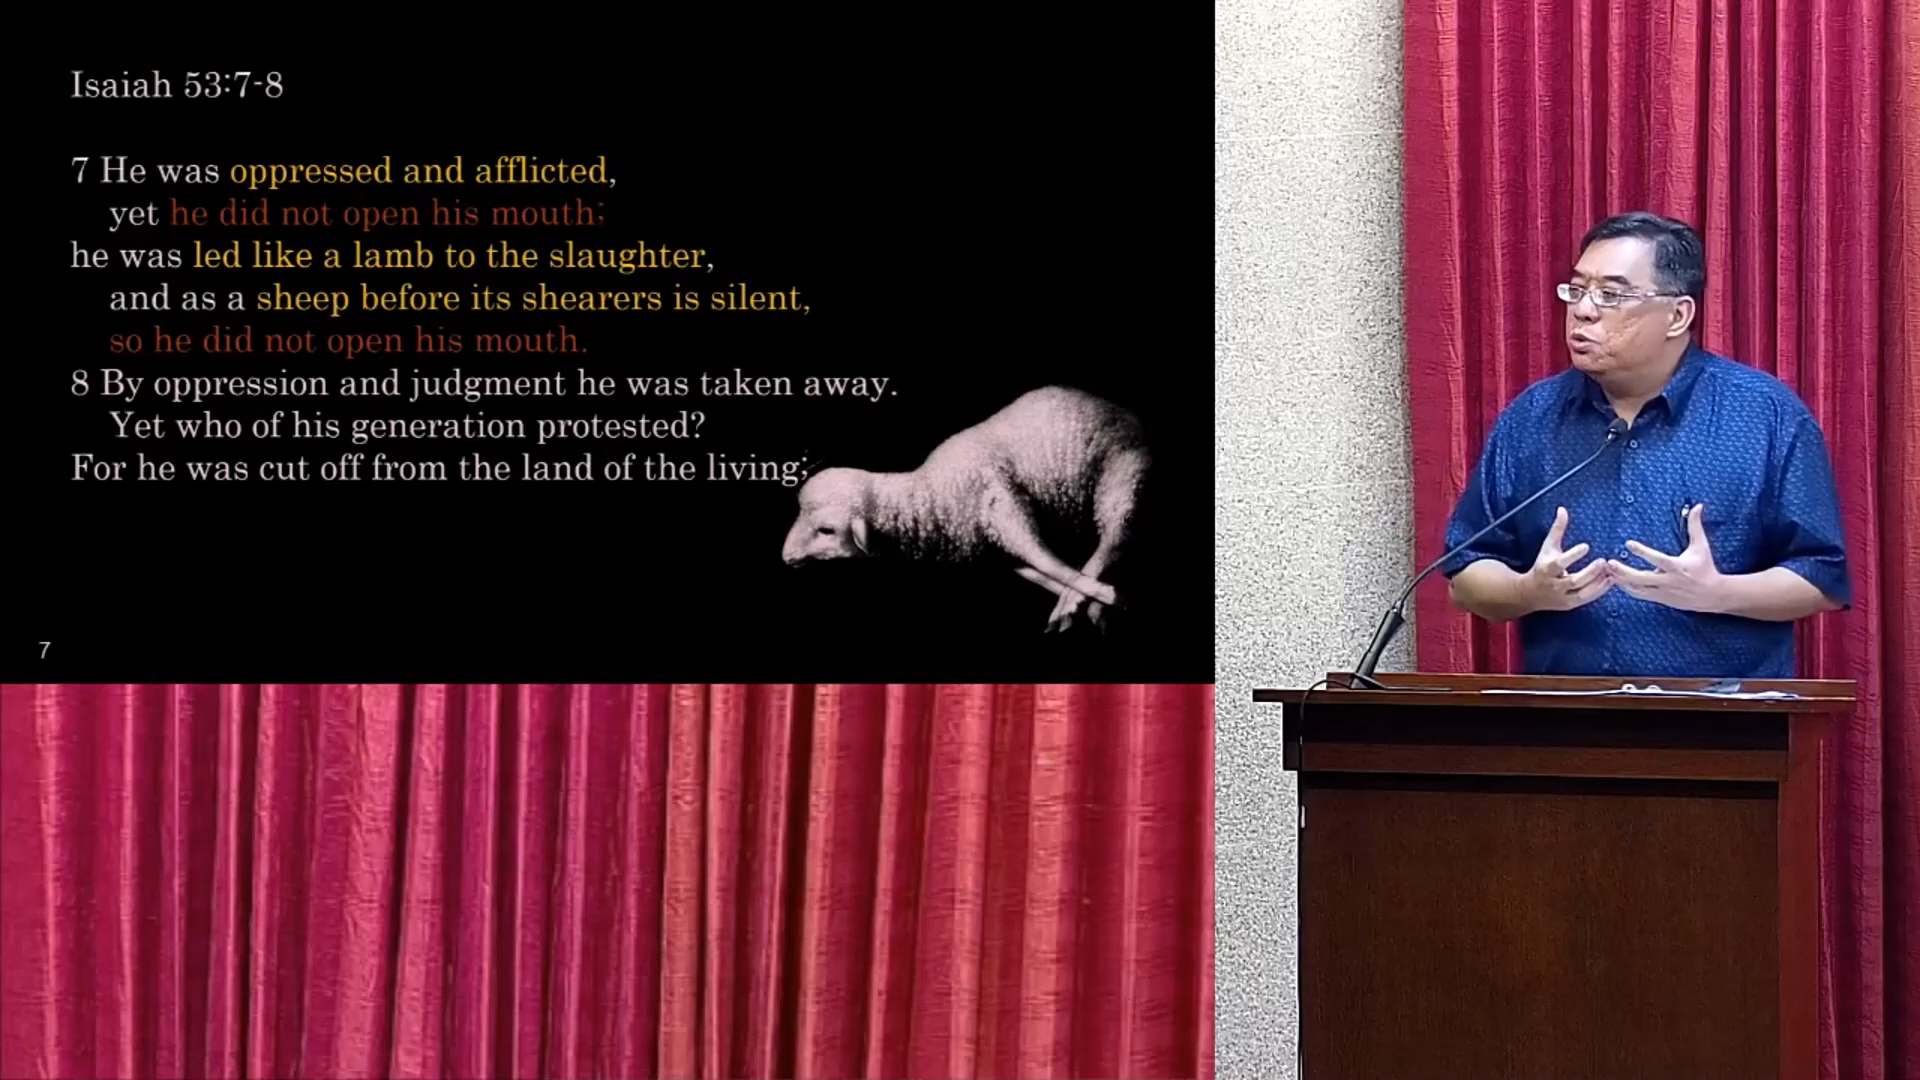 Isaiah 53:7-8
7 He was oppressed and afflicted,
yet he did not open his mouth;
he was led like a lamb to the slaughter,
and as a sheep before its shearers is silent,
so he did not open his mouth.
8 By oppression and judgment he was taken away.
Yet who of his generation protested?
For he was cut off from the land of the living;
7